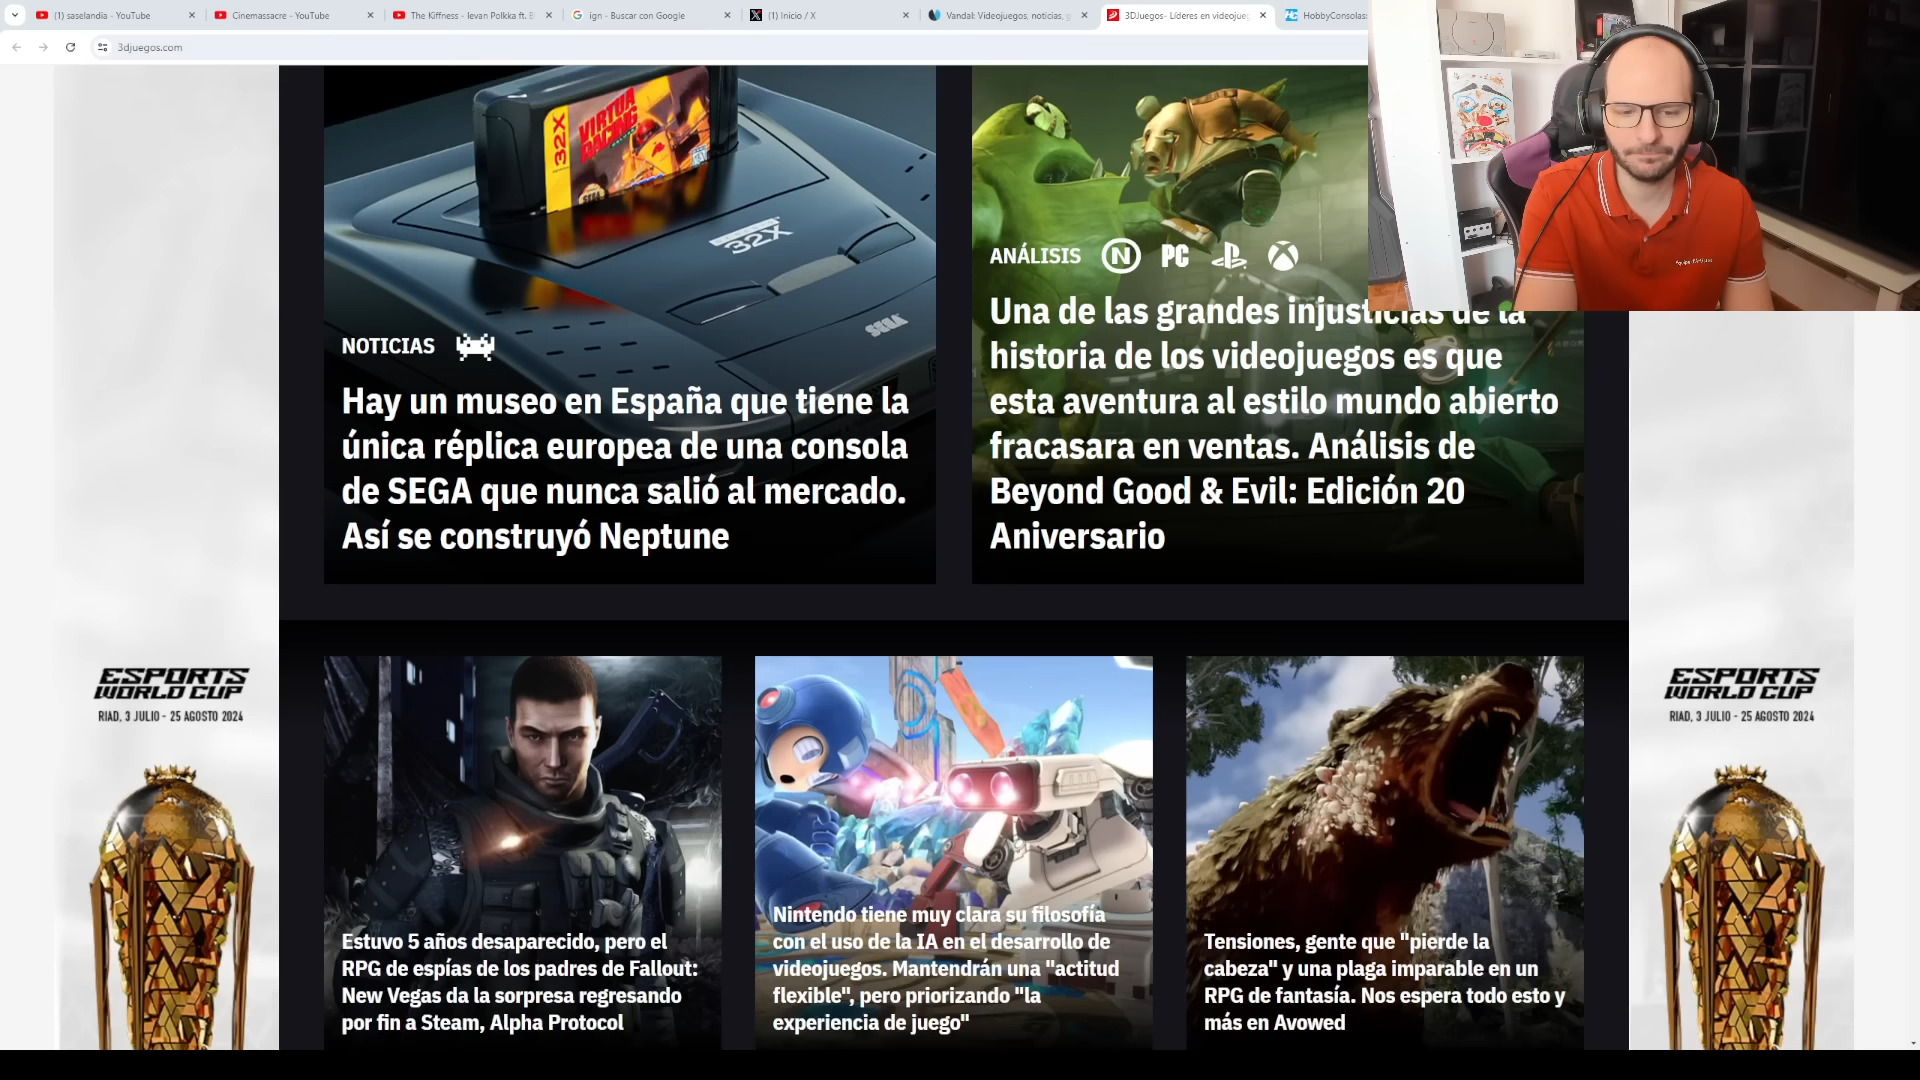 (1) saselandia - YouTube
Cinemassacre - YouTube
The Kiffness - Ievan Polkka ft.
ign - Buscar con Google
(1) Inicio / X
Vandal: Videojuegos, noticias,
3DJuegos- Líderes en videojue
HobbyConsolas
3djuegos.com
32X
VIRTUA
RACING
SEGA
32X
SEGA
NOTICIAS
Hay un museo en España que tiene la
única réplica europea de una consola
de SEGA que nunca salió al mercado.
Así se construyó Neptune
ANÁLISIS N PC
Una de las grandes injusticias de la
historia de los videojuegos es que
esta aventura al estilo mundo abierto
fracasara en ventas. Análisis de
Beyond Good & Evil: Edición 20
Aniversario
ESPORTS
WORLD CUP
RIAD, 3 JULIO - 25 AGOSTO 2024
Estuvo 5 años desaparecido, pero el
RPG de espías de los padres de Fallout:
New Vegas da la sorpresa regresando
por fin a Steam, Alpha Protocol
Nintendo tiene muy clara su filosofía
con el uso de la IA en el desarrollo de
videojuegos. Mantendrán una "actitud
flexible", pero priorizando "la
experiencia de juego"
Tensiones, gente que "pierde la
cabeza" y una plaga imparable en un
RPG de fantasía. Nos espera todo esto y
más en Avowed
ESPORTS
WORLD CUP
RIAD, 3 JULIO - 25 AGOSTO 2024